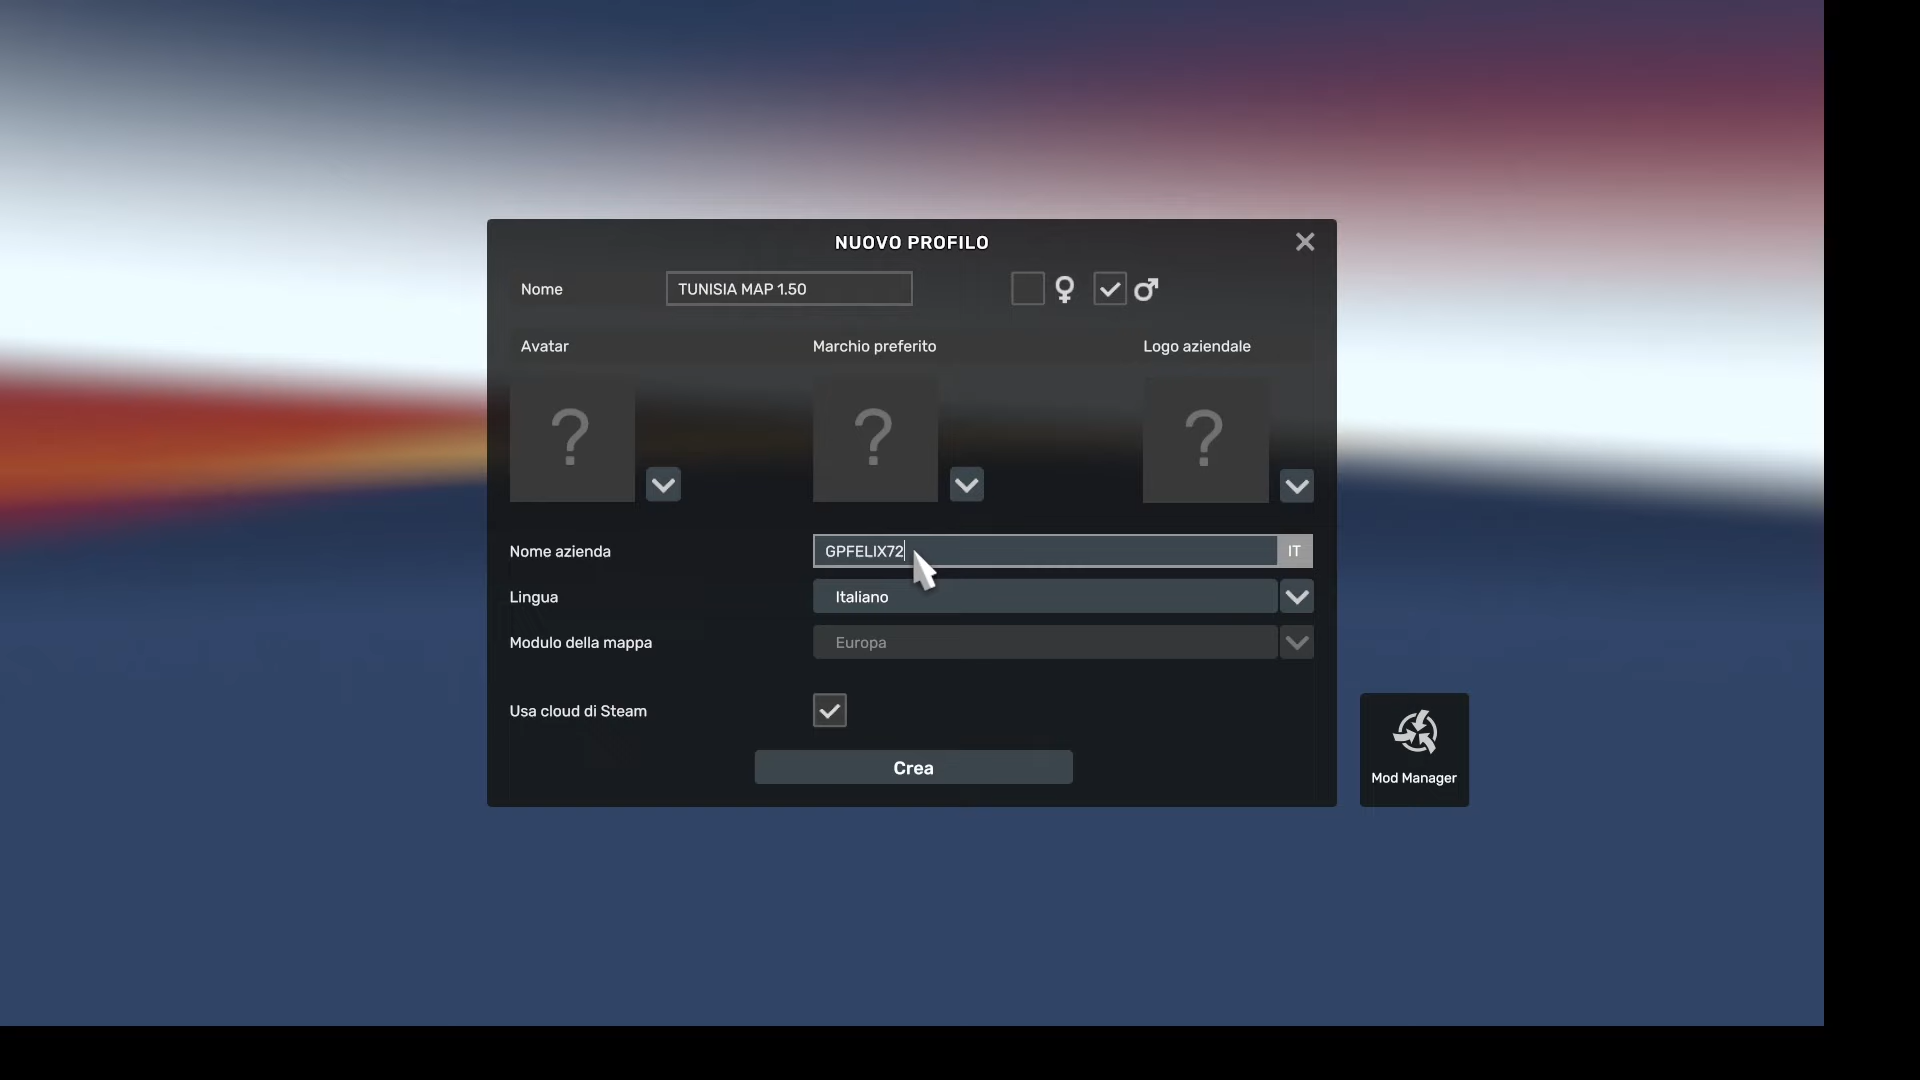 NUOVO PROFILO
Nome
TUNISIA MAP 1.50
Avatar
Marchio preferito
Logo aziendale
?
?
?
Nome azienda
GPFELIX72
IT
Lingua
Italiano
Modulo della mappa
Europa
Usa cloud di Steam
Crea
Mod Manager